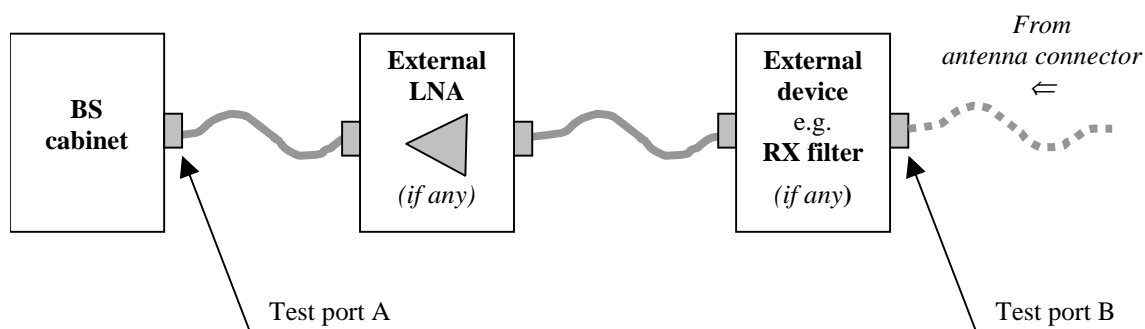 BS
cabinet
External
LNA
(if any)
External
device
e.g.
RX filter
(if any)
From
antenna connector
⇐
Test port A
Test port B